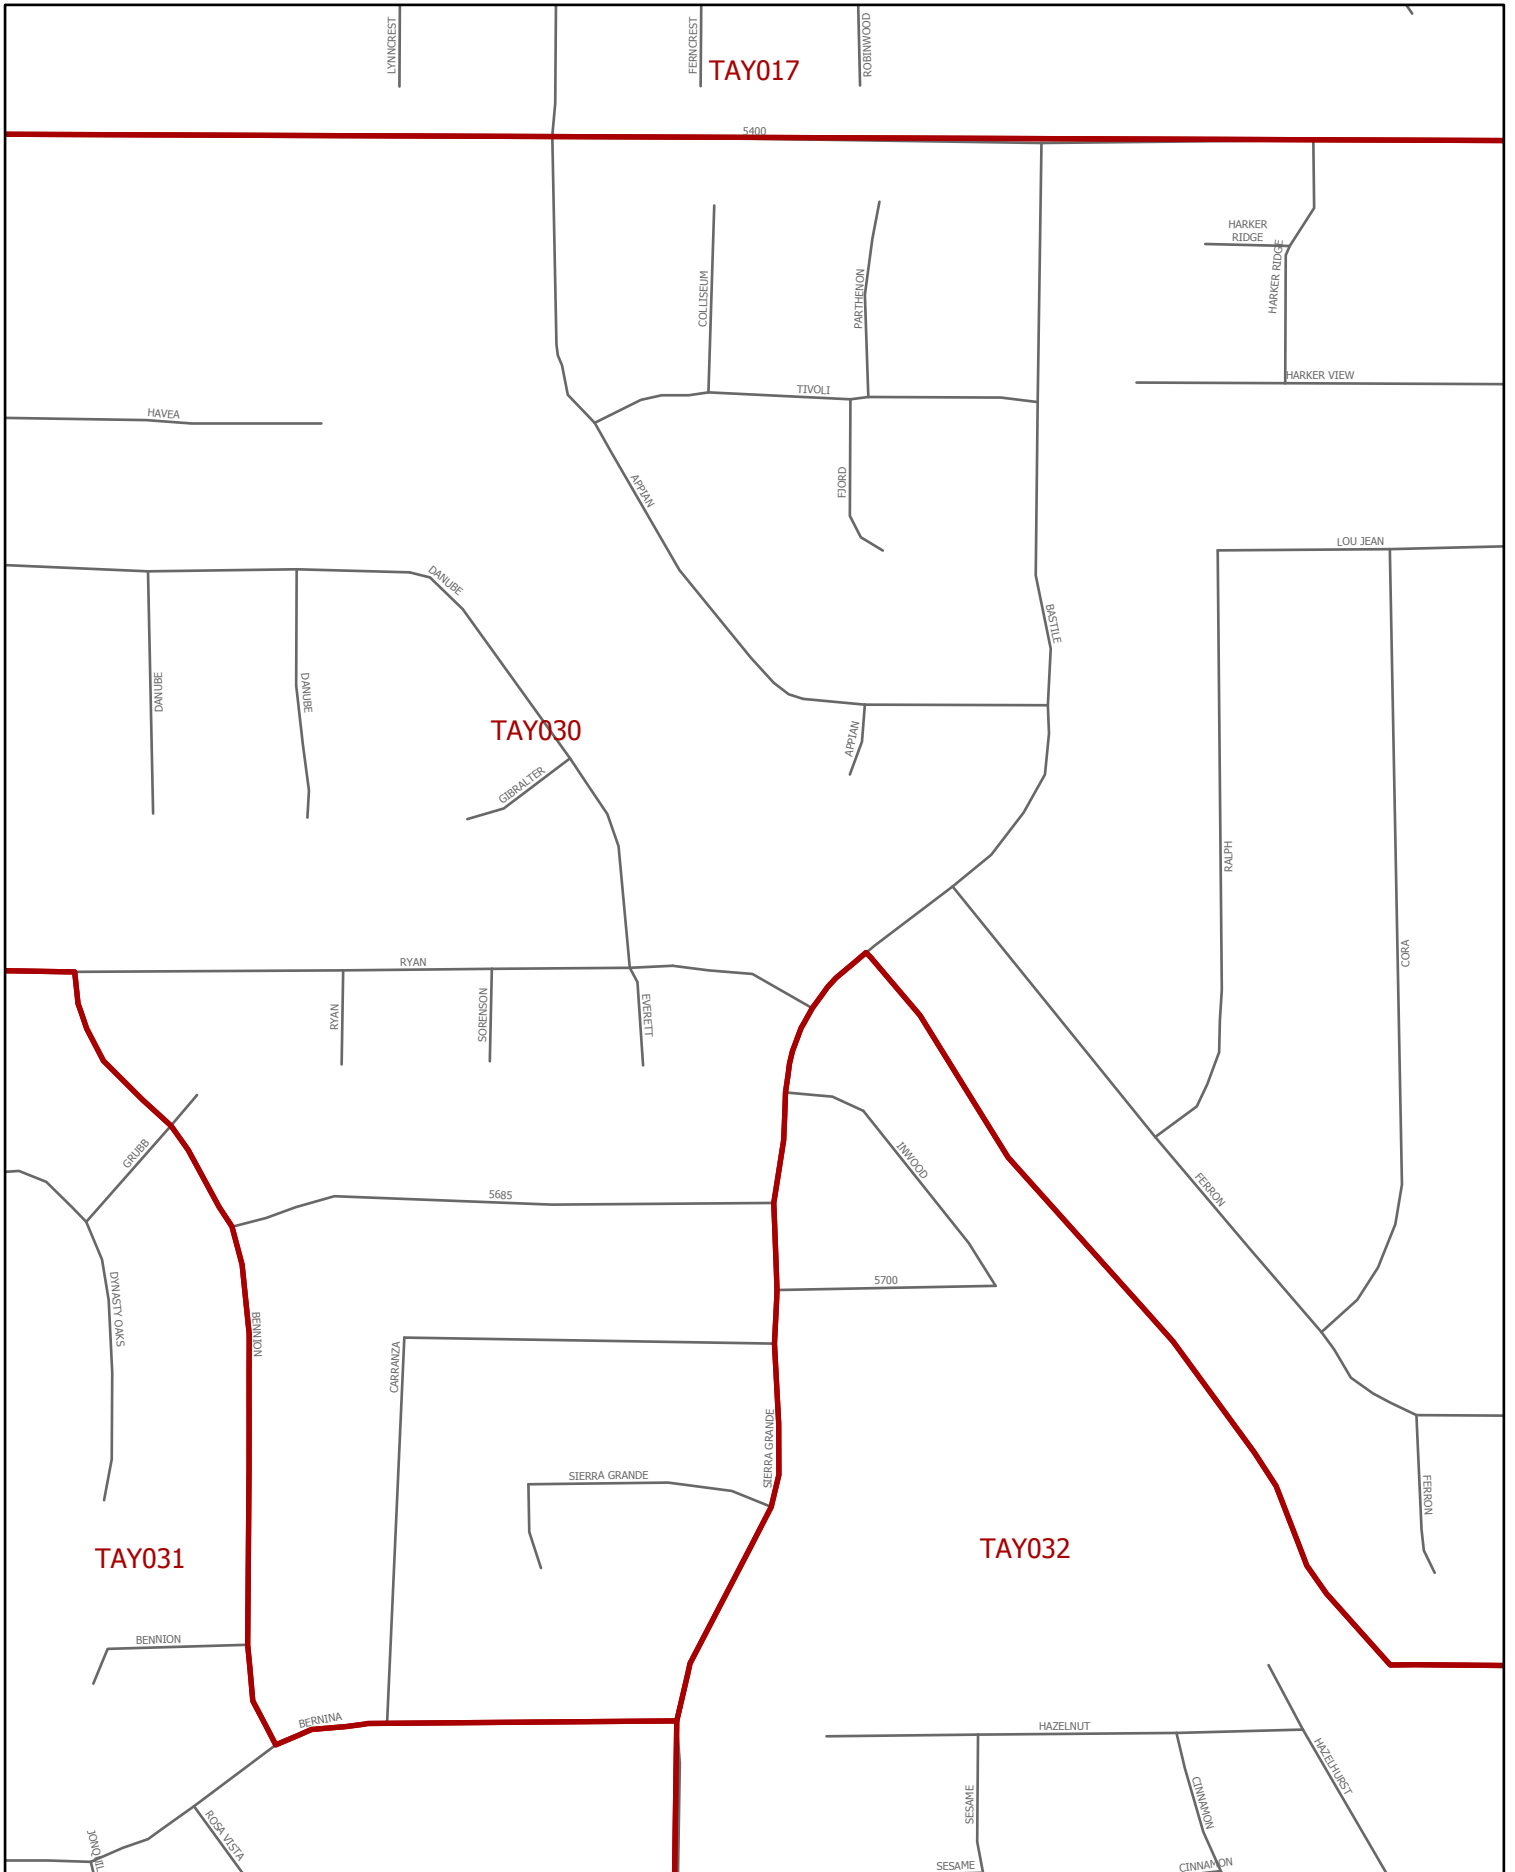 LYNNCREST
FERNCREST
ROBINWOOD
TAY017
5400
HARKER
RIDGE
HARKER RIDGE
COLLISEUM
PARTHENON
HARKER VIEW
TIVOLI
HAVEA
APPIAN
FJORD
LOU JEAN
DANUBE
BASTILE
DANUBE
DANUBE
TAY030
APPIAN
GIBRALTER
RALPH
CORA
RYAN
RYAN
SORENSON
EVERETT
GRUBB
INWOOD
FERRON
5685
5700
DYNASTY OAKS
BENNION
CARRANZA
SIERRA GRANDE
SIERRA GRANDE
FERRON
TAY031
TAY032
BENNION
BERNINA
HAZELNUT
HAZELHURST
SESAME
CINNAMON
ROSA VISTA
JONQUIL
SESAME
CINNAMON